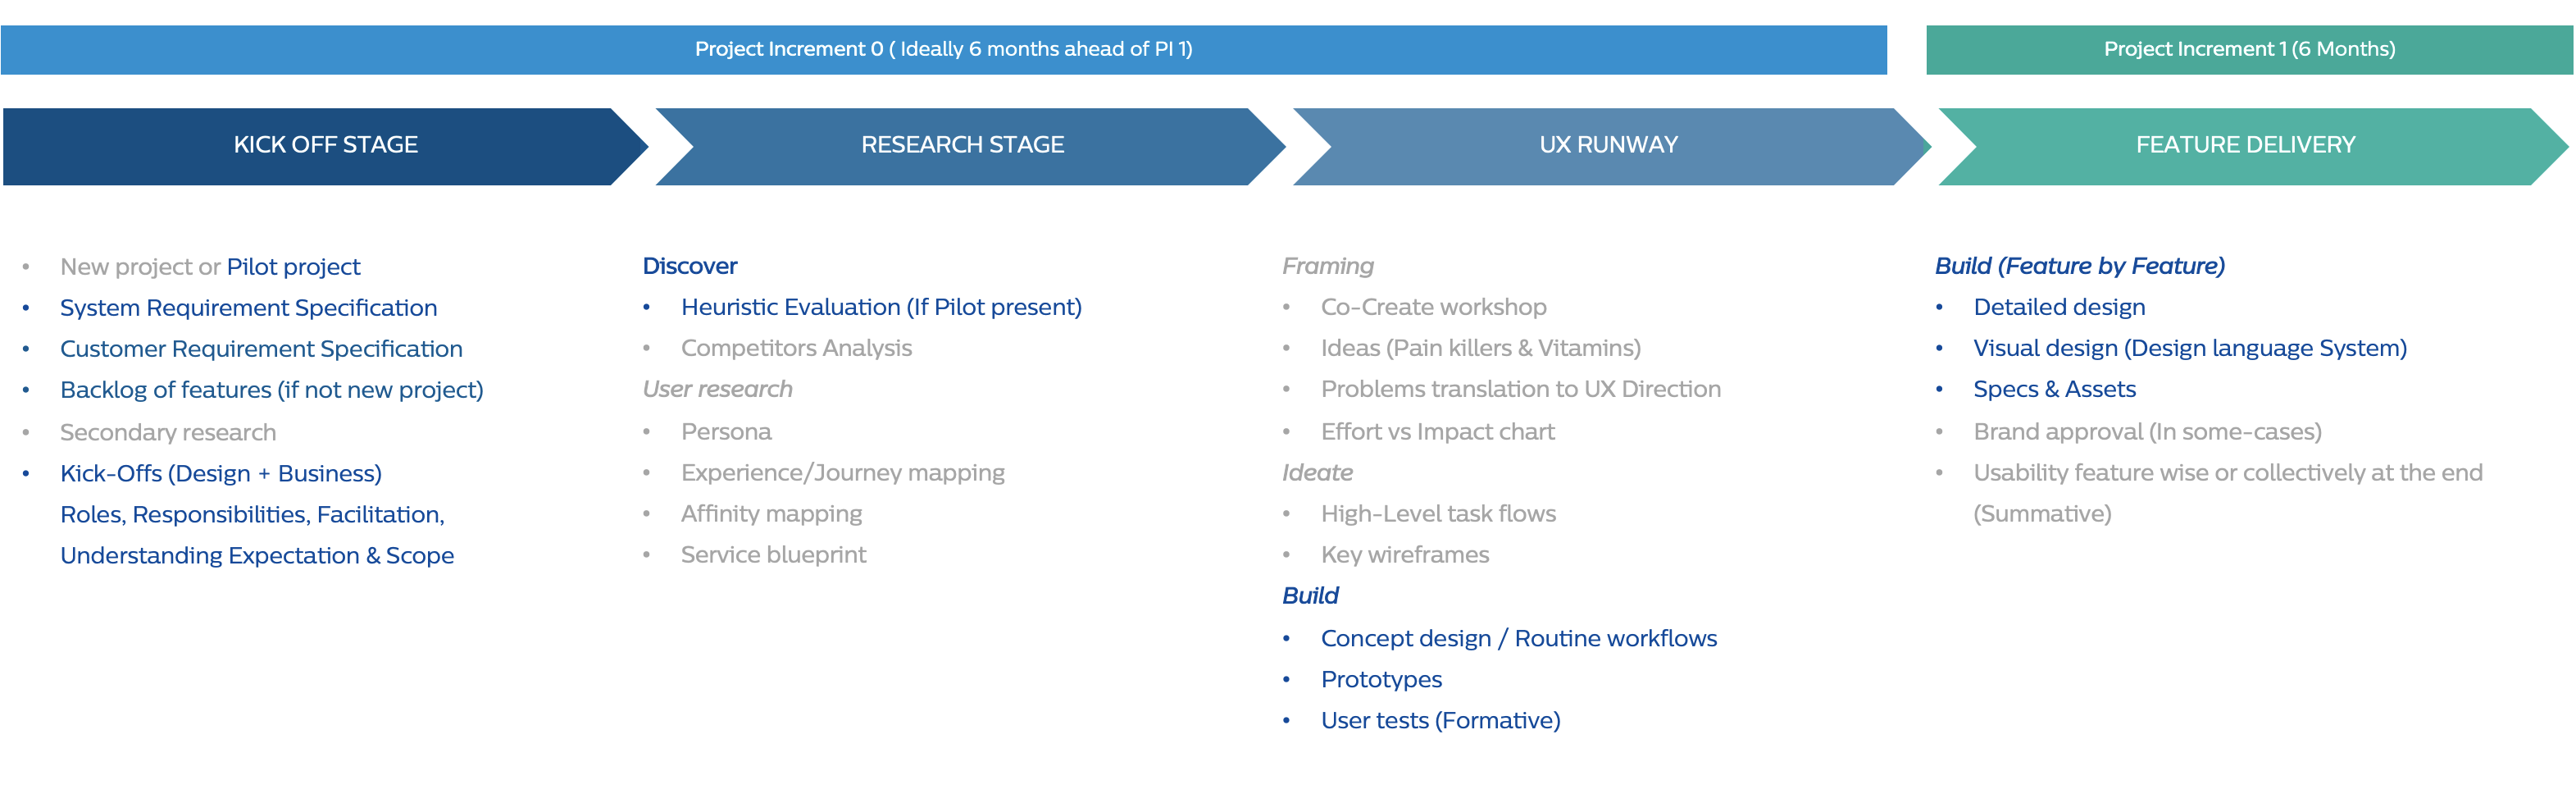 Project Increment 0 ( Ideally 6 months ahead of PI 1)
Project Increment 1 (6 Months)
KICK OFF STAGE
RESEARCH STAGE
UX RUNWAY
FEATURE DELIVERY
• New project or Pilot project
• System Requirement Specification
• Customer Requirement Specification
• Backlog of features (if not new project)
• Secondary research
• Kick-Offs (Design + Business)
Roles, Responsibilities, Facilitation,
Understanding Expectation & Scope
Discover
• Heuristic Evaluation (If Pilot present)
• Competitors Analysis
User research
• Persona
• Experience/Journey mapping
• Affinity mapping
• Service blueprint
Framing
• Co-Create workshop
• Ideas (Pain killers & Vitamins)
• Problems translation to UX Direction
• Effort vs Impact chart
Ideate
• High-Level task flows
• Key wireframes
Build
• Concept design / Routine workflows
• Prototypes
• User tests (Formative)
Build (Feature by Feature)
• Detailed design
• Visual design (Design language System)
• Specs & Assets
• Brand approval (In some-cases)
• Usability feature wise or collectively at the end
(Summative)